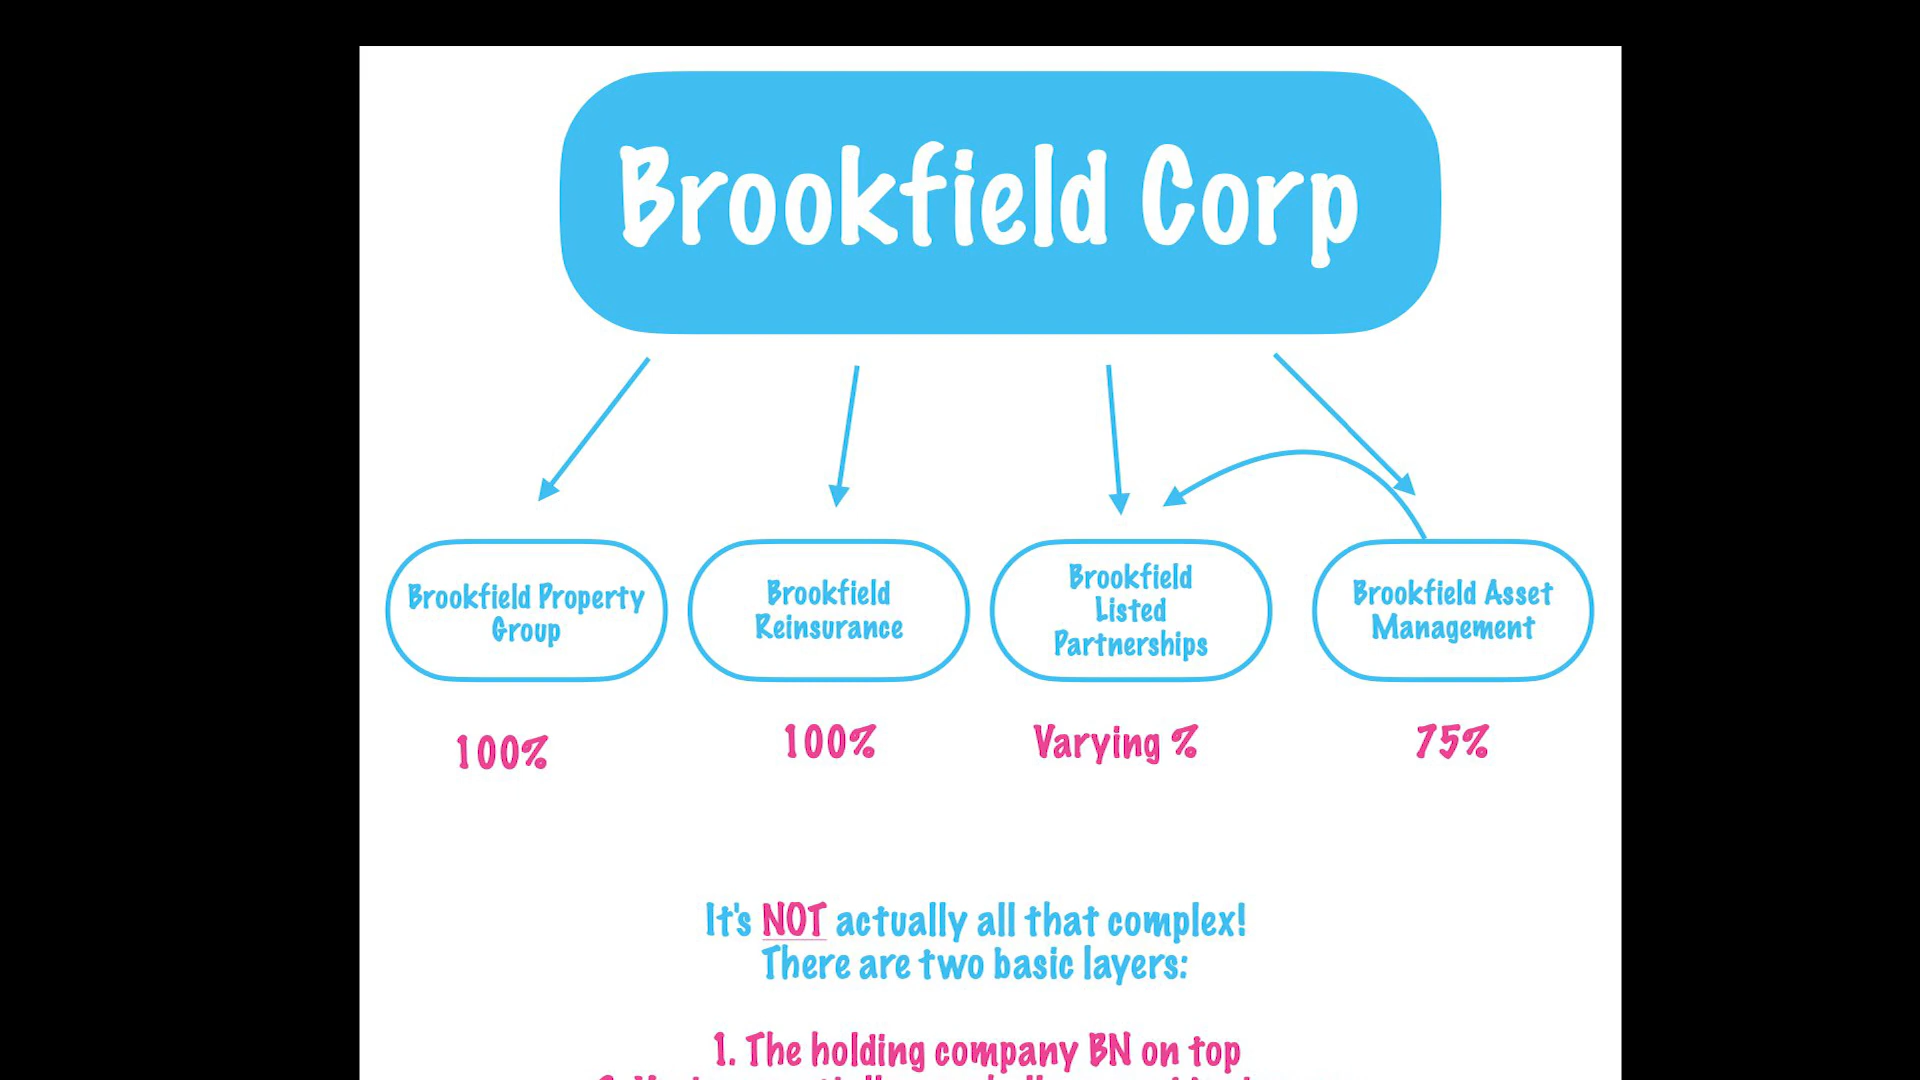 Brookfield Corp
Brookfield Property
Group
Brookfield
Reinsurance
Brookfield
Listed
Partnerships
Brookfield Asset
Management
100%
100%
Varying %
75%
It's NOT actually all that complex!
There are two basic layers:
1. The holding company BN on top